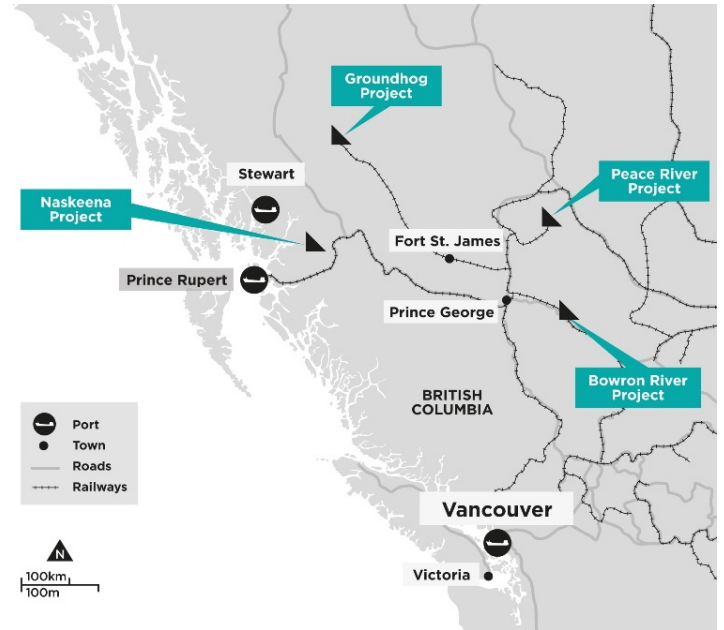 Groundhog
Project
Stewart
Peace River
Project
Naskeena
Project
Fort St. James
Prince Rupert
Prince George
Bowron River
Project
BRITISH
COLUMBIA
Port
Town
Roads
Railways
Vancouver
N
100km
100m
Victoria